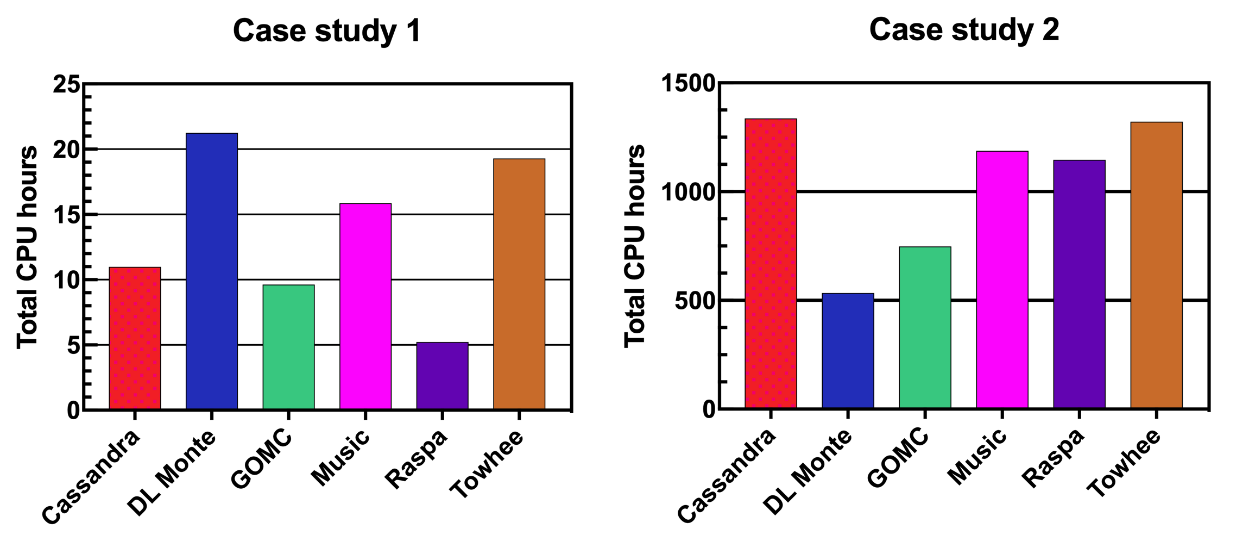 Case study 1
Total CPU hours
25
20
15
10
5
0
Cassandra
DL Monte
GOMC
Music
Raspa
Towhee
Case study 2
Total CPU hours
1500
1000
500
0
Cassandra
DL Monte
GOMC
Music
Raspa
Towhee